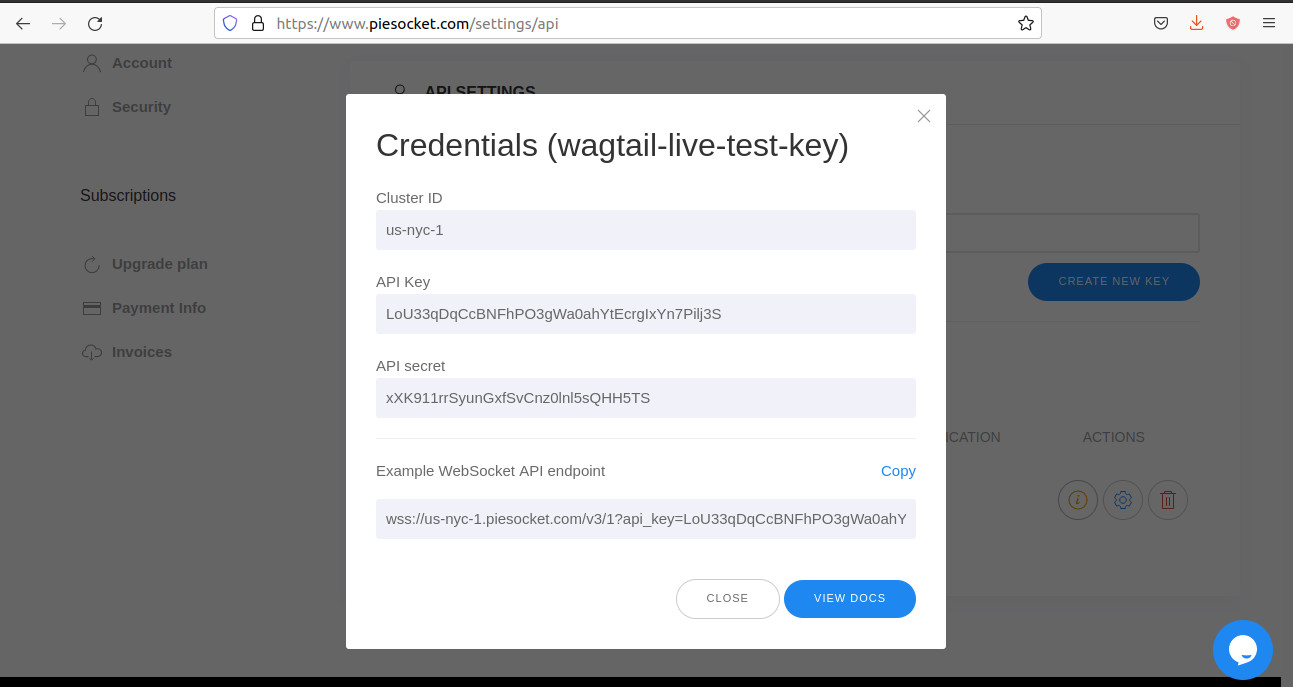 https://www.piesocket.com/settings/api
Account
Security
Subscriptions
Upgrade plan
Payment Info
Invoices
API SETTINGS
Credentials (wagtail-live-test-key)
Cluster ID
us-nyc-1
API Key
LoU33qDqCcBNFhPO3gWa0ahYtEcrgIxYn7Pilj3S
API secret
xXK911rrSyunGxfSvCnz0lnl5sQHH5TS
Example WebSocket API endpoint Copy
wss://us-nyc-1.piesocket.com/v3/1?api_key=LoU33qDqCcBNFhPO3gWa0ahY
CLOSE VIEW DOCS
CREATE NEW KEY
ICATION ACTIONS